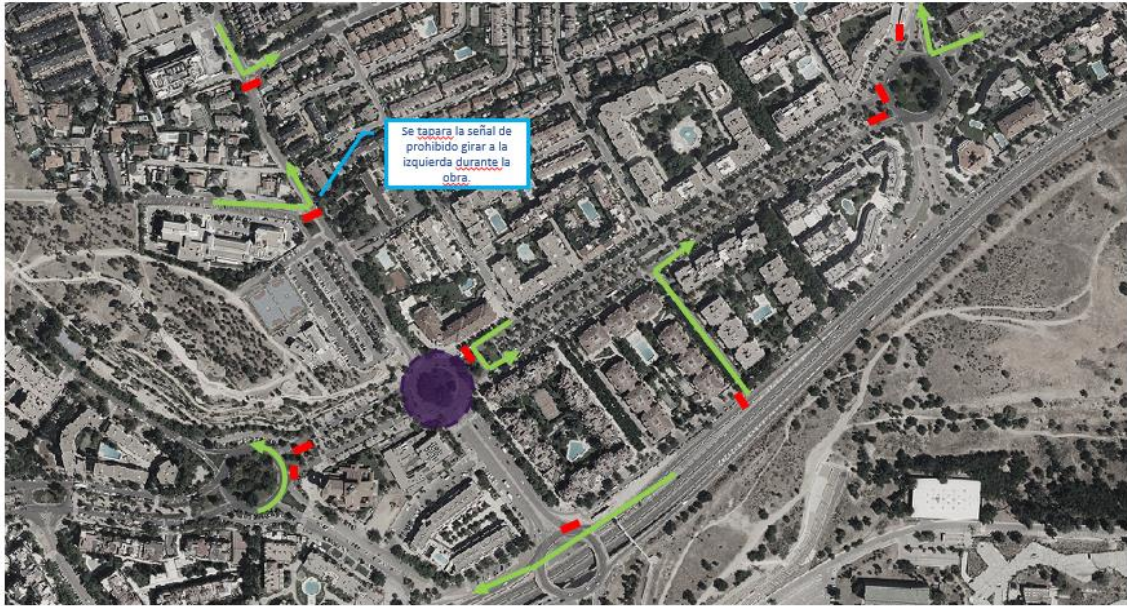 Se tapara la señal de
prohibido girar a la
izquierda durante la
obra.